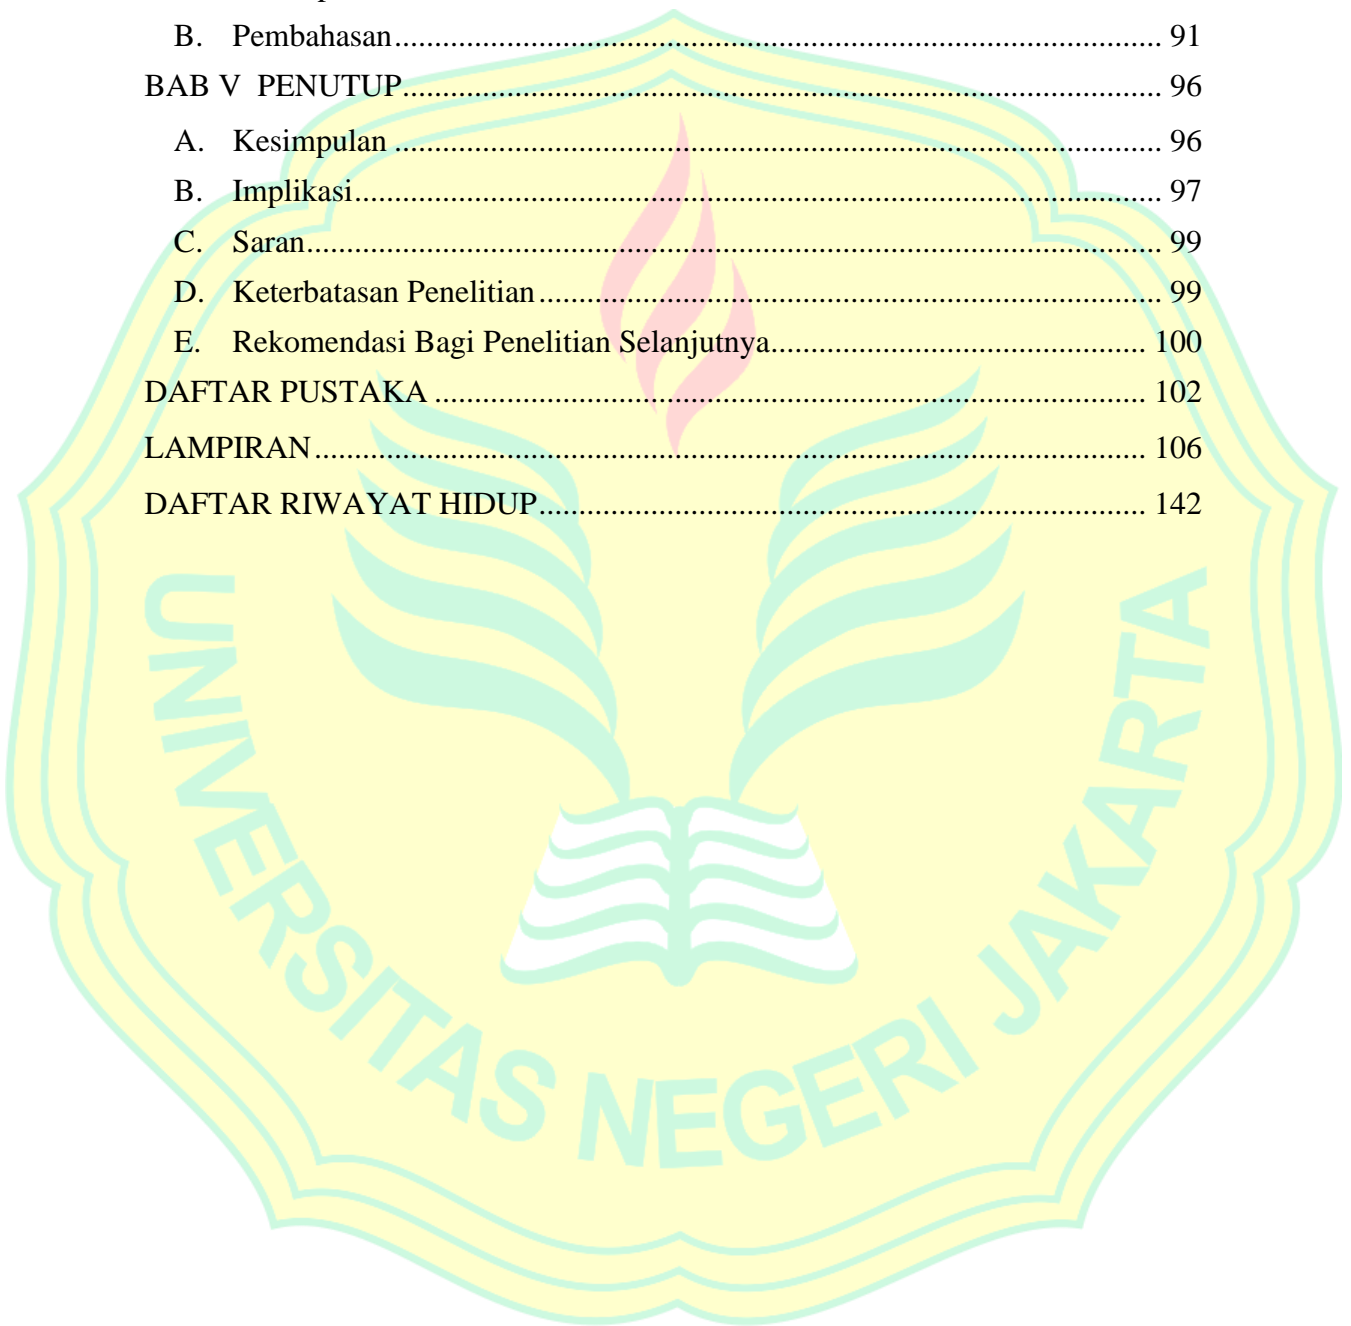 B. Pembahasan.................................................................................................. 91
BAB V  PENUTUP................................................................................................ 96
A. Kesimpulan .................................................................................................. 96
B. Implikasi....................................................................................................... 97
C. Saran............................................................................................................. 99
D. Keterbatasan Penelitian ............................................................................... 99
E. Rekomendasi Bagi Penelitian Selanjutnya................................................ 100
DAFTAR PUSTAKA .......................................................................................... 102
LAMPIRAN ......................................................................................................... 106
DAFTAR RIWAYAT HIDUP............................................................................. 142
UNIVERSITAS NEGERI JAKARTA